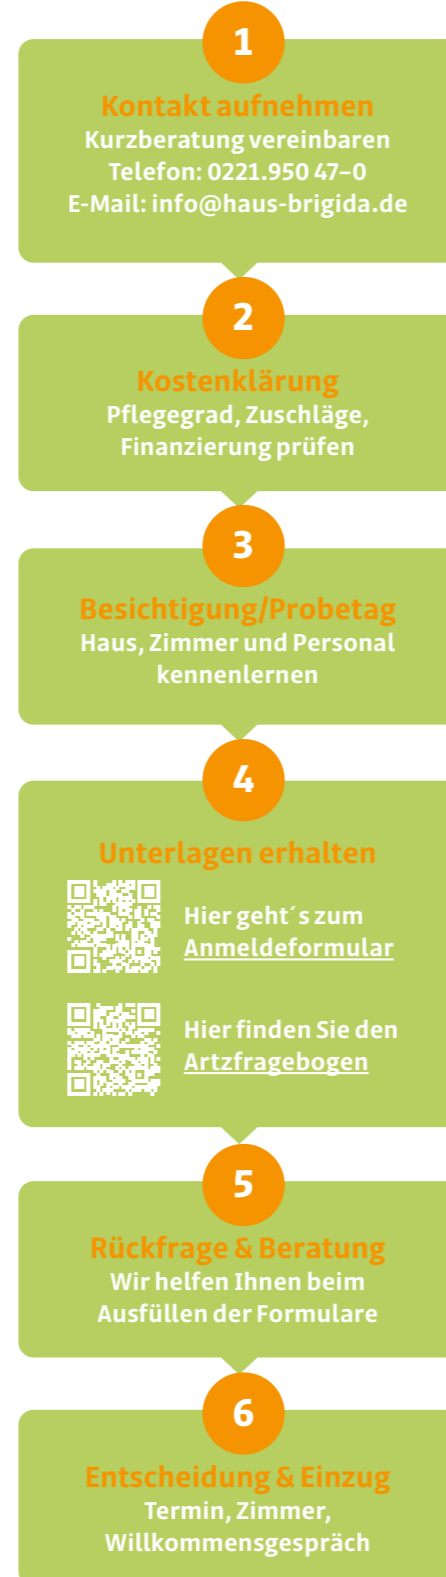 1
Kontakt aufnehmen
Kurzberatung vereinbaren
Telefon: 0221.950 47–0
E-Mail: info@haus-brigida.de
2
Kostenklärung
Pflegegrad, Zuschläge,
Finanzierung prüfen
3
Besichtigung/Probetag
Haus, Zimmer und Personal
kennenlernen
4
Unterlagen erhalten
Hier geht´s zum
Anmeldeformular
Hier finden Sie den
Artzfragebogen
5
Rückfrage & Beratung
Wir helfen Ihnen beim
Ausfüllen der Formulare
6
Entscheidung & Einzug
Termin, Zimmer,
Willkommensgespräch